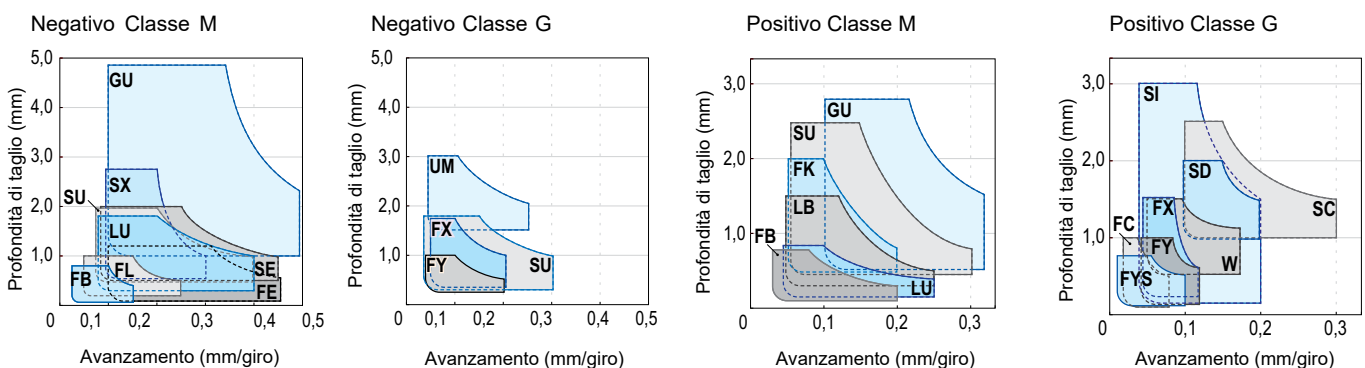 Negativo Classe M
Profondità di taglio (mm)
5,0
4,0
3,0
2,0
1,0
0
0,1 0,2 0,3 0,4 0,5
Avanzamento (mm/giro)
GU
SX
SU
LU
FB
FL
SE
FE
Negativo Classe G
Profondità di taglio (mm)
5,0
4,0
3,0
2,0
1,0
0
0,1 0,2 0,3 0,4 0,5
Avanzamento (mm/giro)
UM
FX
FY
SU
Positivo Classe M
Profondità di taglio (mm)
3,0
2,0
1,0
0
0,1 0,2 0,3
Avanzamento (mm/giro)
GU
SU
FK
LB
FB
LU
Positivo Classe G
Profondità di taglio (mm)
3,0
2,0
1,0
0
0,1 0,2 0,3
Avanzamento (mm/giro)
SI
SD
FX
SC
FC
FY
W
FYS